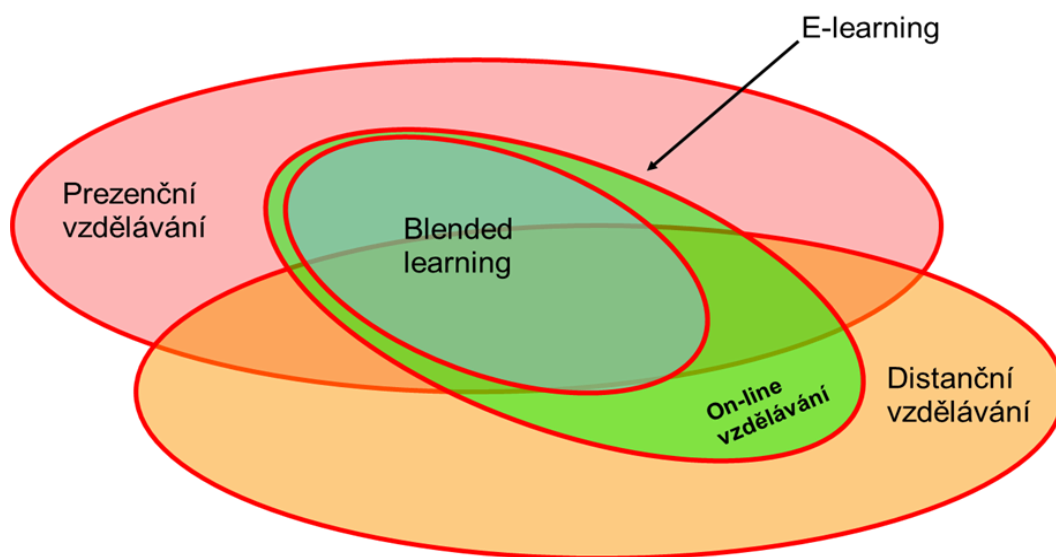 E-learning
Prezenční
vzdělávání
Blended
learning
Distanční
vzdělávání
On-line
vzdělávání